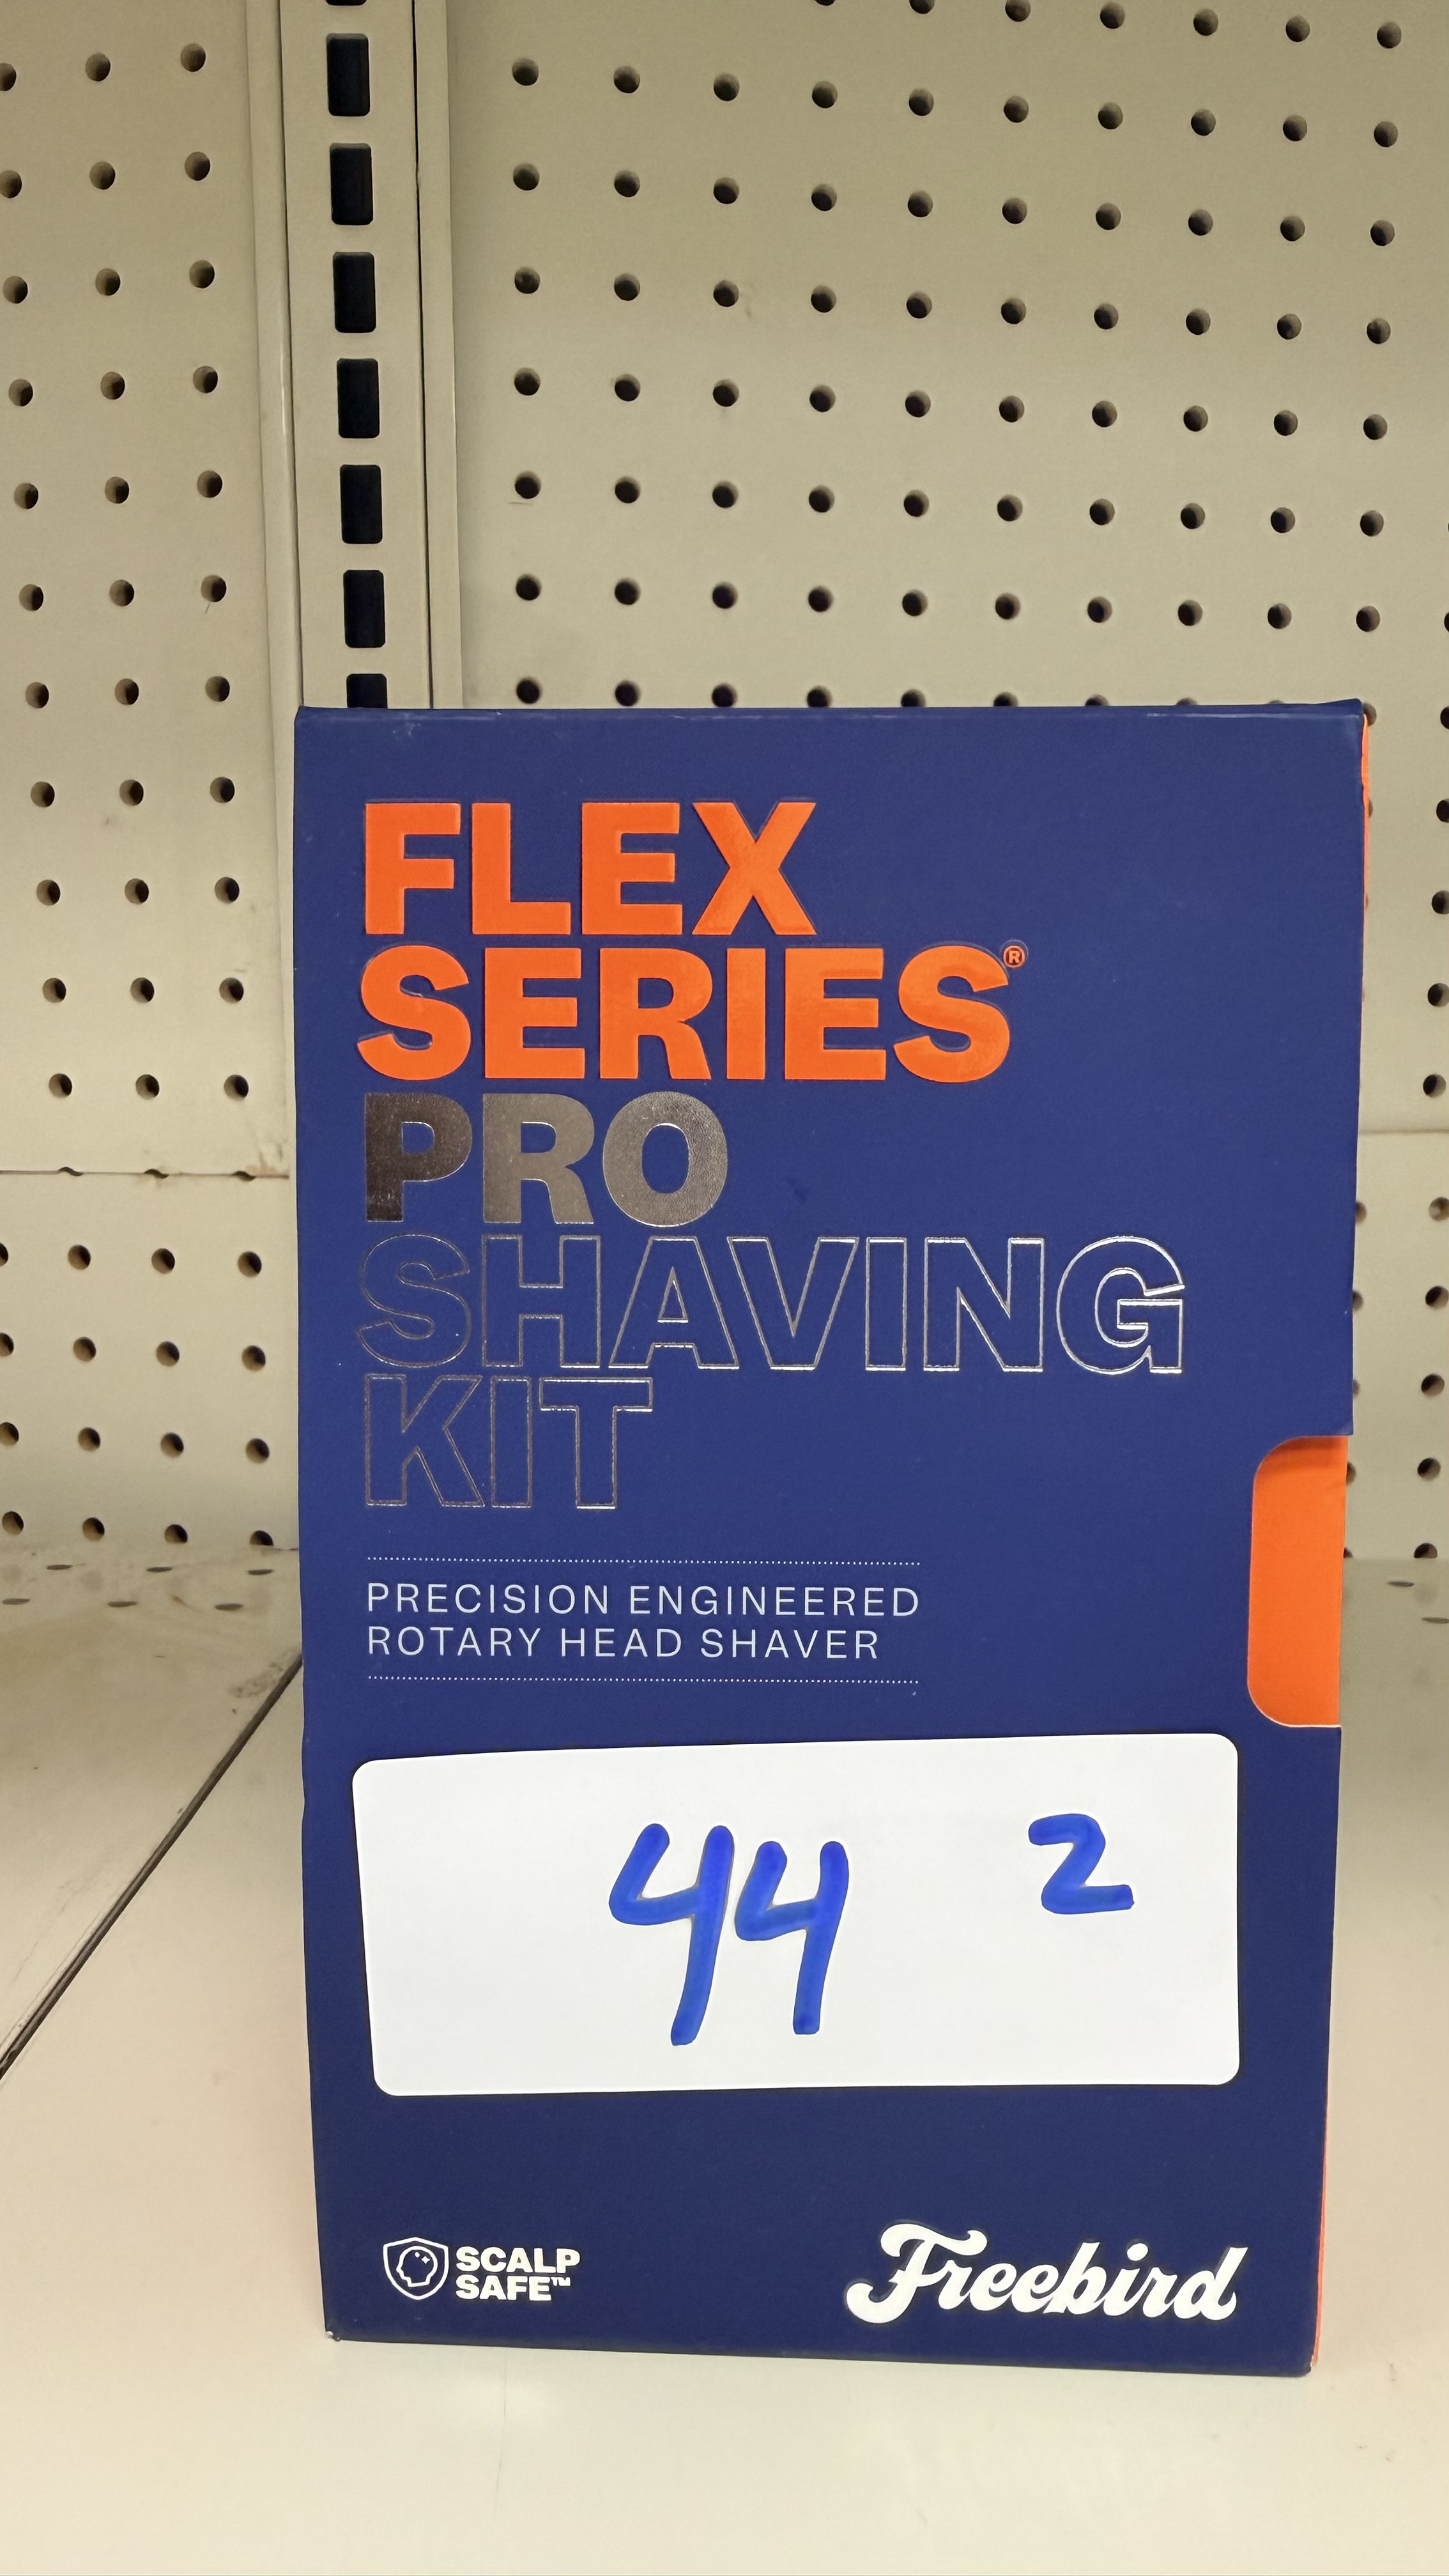 FLEX
SERIES®
PRO
SHAVING
KIT
PRECISION ENGINEERED
ROTARY HEAD SHAVER
44 2
SCALP
SAFE™
Freebird